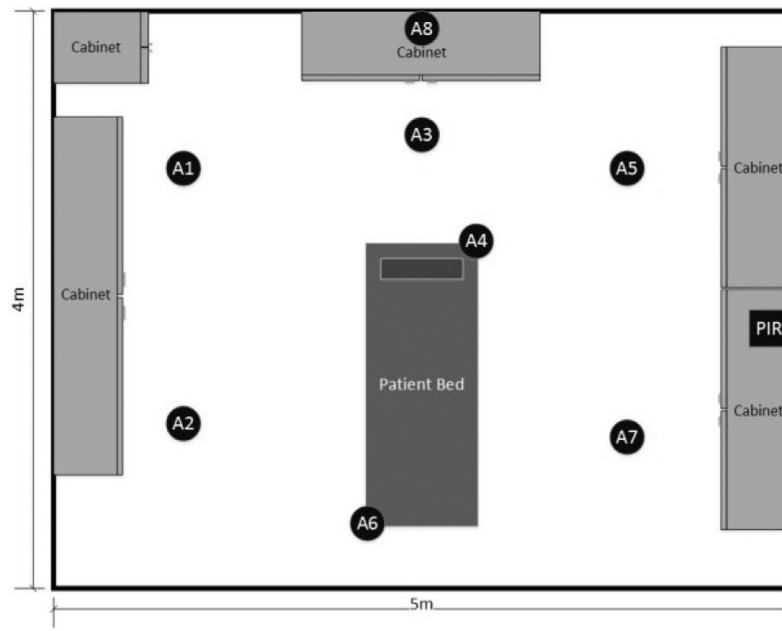 A8
Cabinet
Cabinet
A3
A1
A5
Cabinet
A4
4m
Cabinet
PIR
Patient Bed
A2
A7
Cabinet
A6
5m